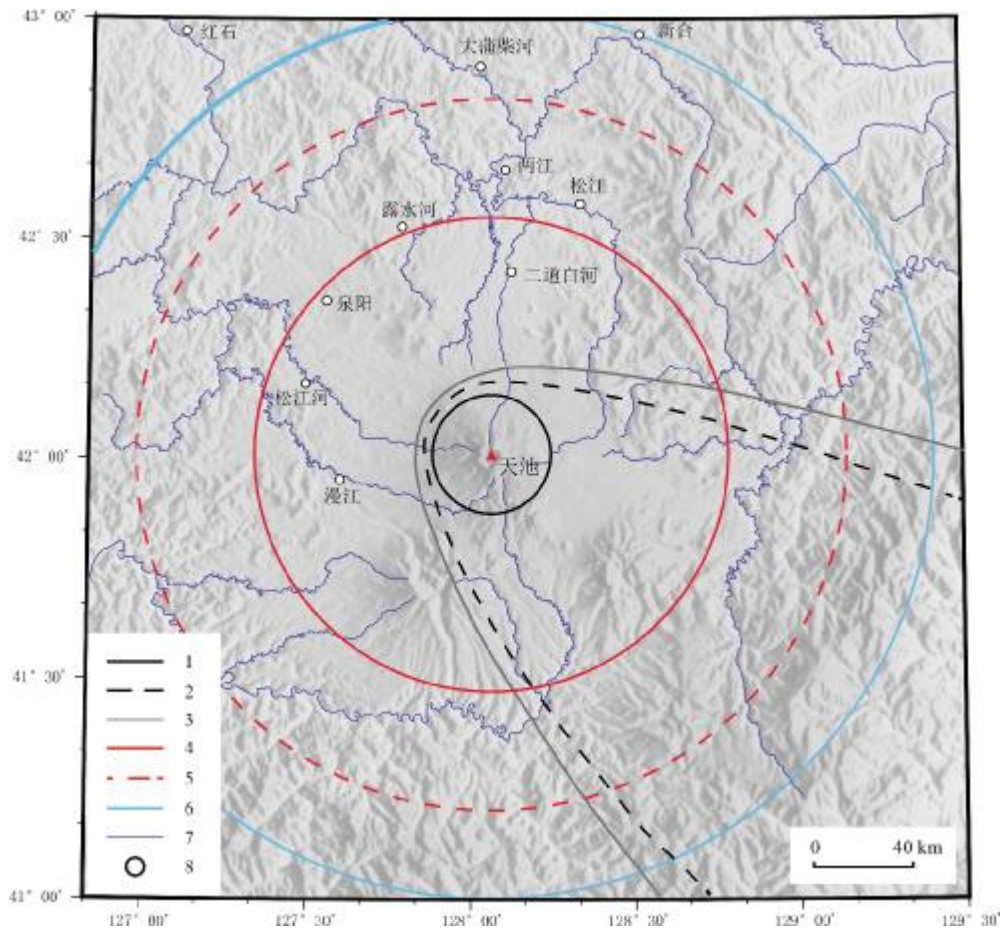 43° 00′
红石
新合
大蒲柴河
两江
松江
露水河
42° 30′
二道白河
泉阳
松江河
42° 00′
天池
漫江
41° 30′
1
2
3
4
5
6
7
8
0 40 km
41° 00′
127° 00′ 127° 30′ 128° 00′ 128° 30′ 129° 00′ 129° 30′